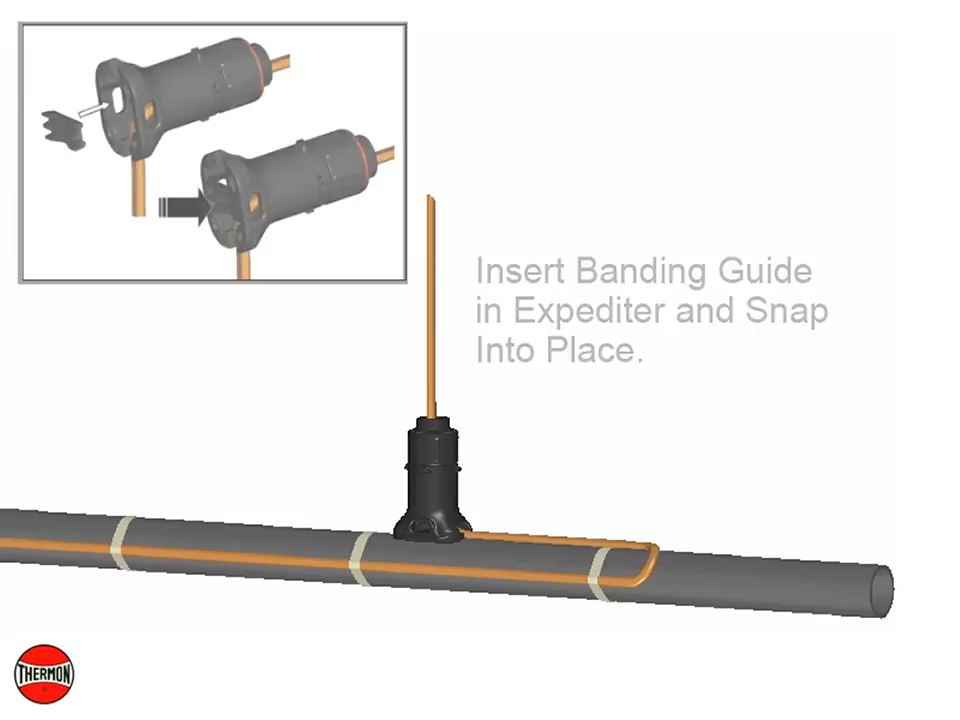 Insert Banding Guide
in Expediter and Snap
Into Place.
THERMON